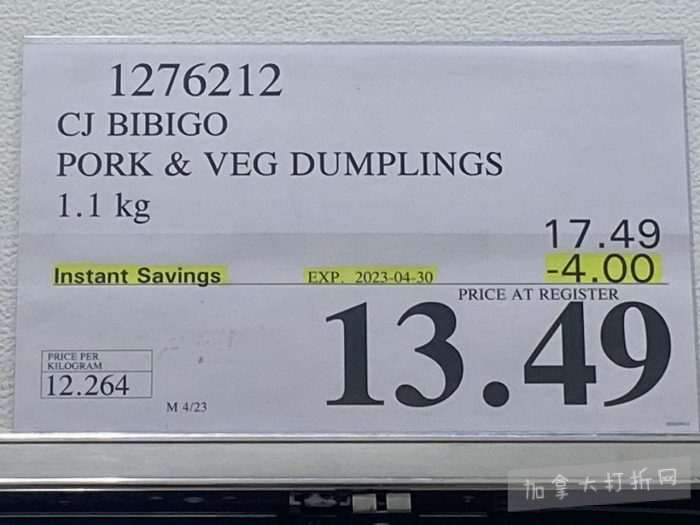 1276212
CJ BIBIGO
PORK & VEG DUMPLINGS
1.1 kg
17.49
Instant Savings EXP. 2023-04-30 -4.00
PRICE AT REGISTER
13.49
PRICE PER
KILOGRAM
12.264
M 4/23
加拿大打折网